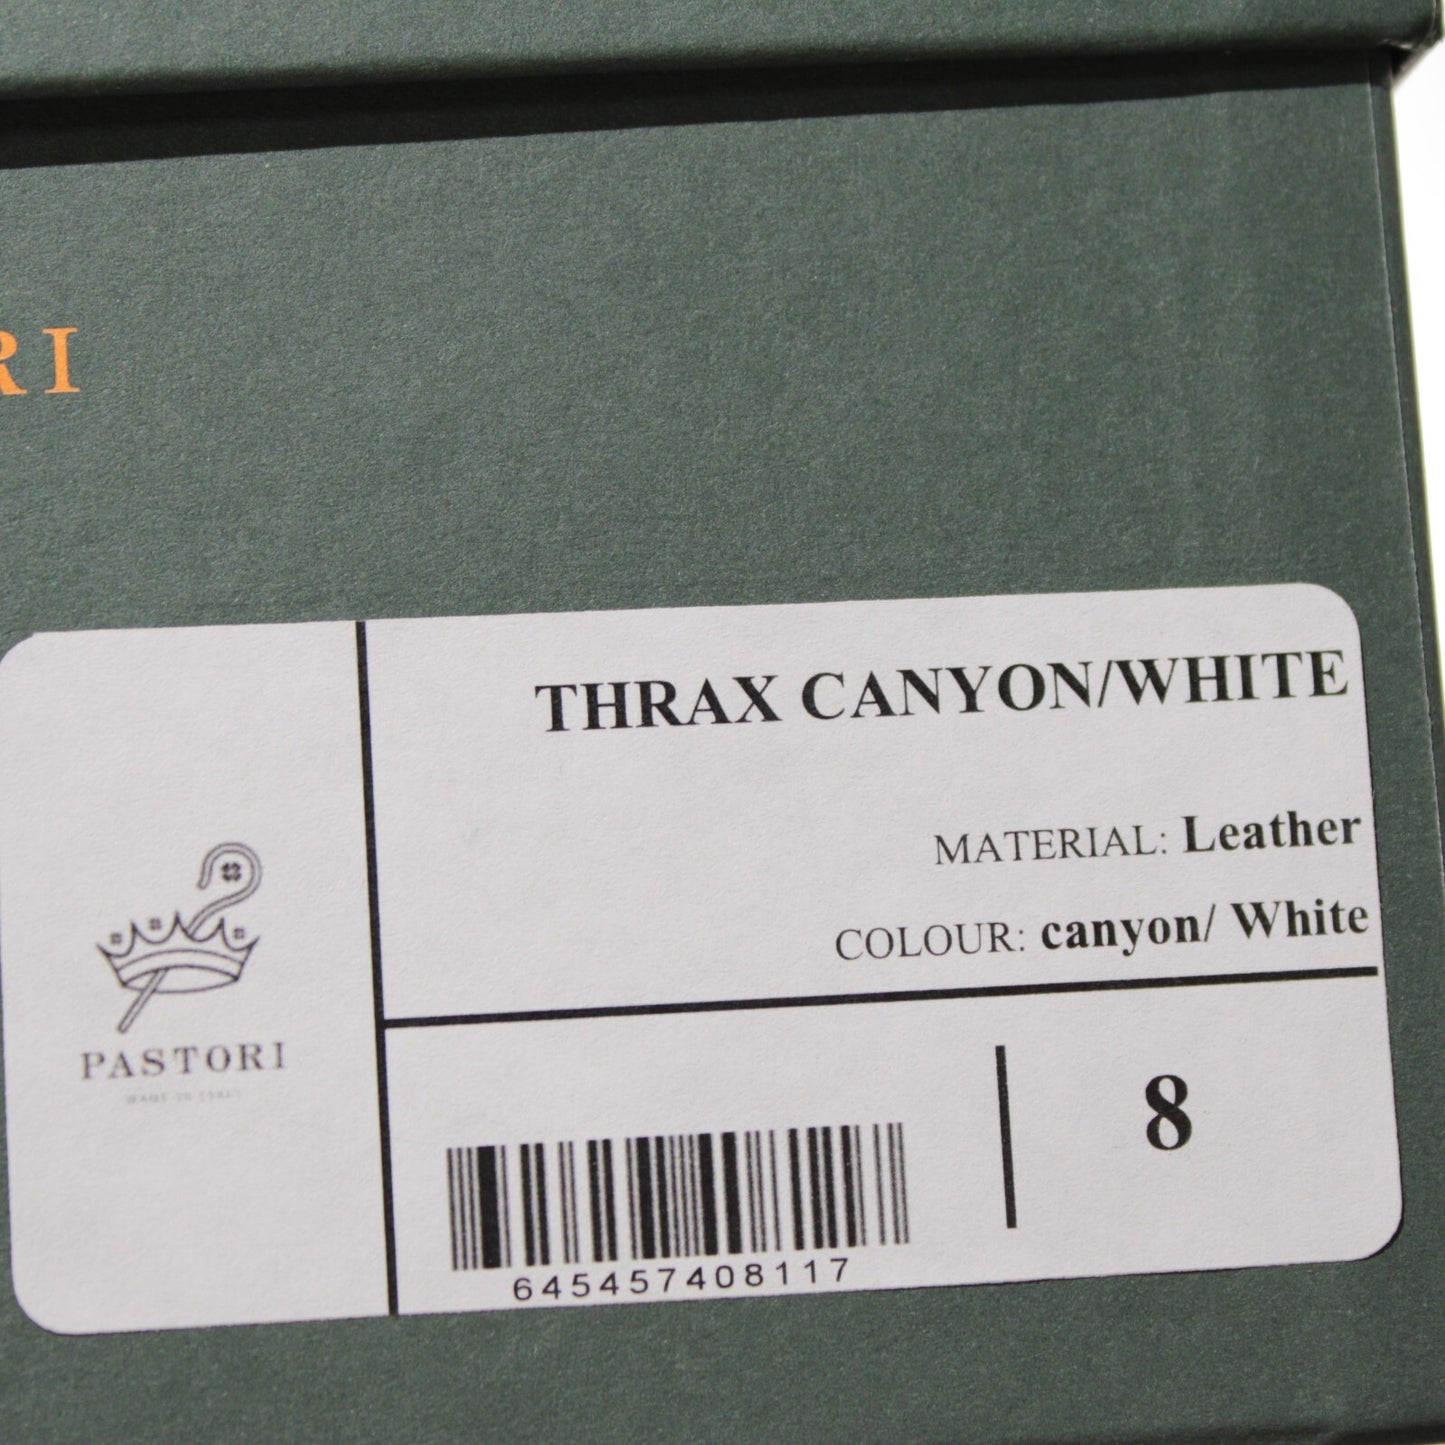 RI
THRAX CANYON/WHITE
MATERIAL: Leather
COLOUR: canyon/ White
PASTORI
8
645457408117